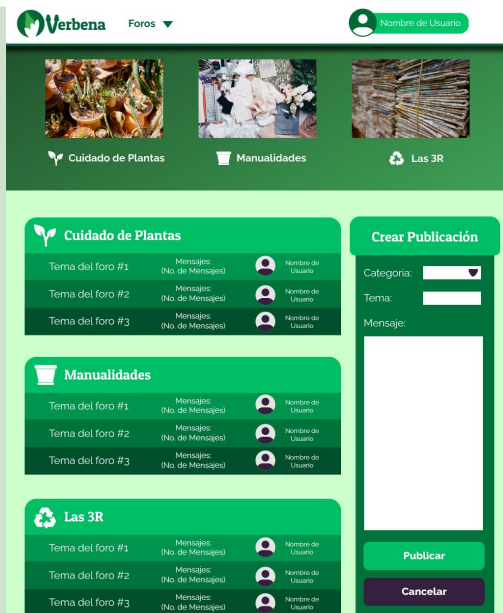 Verbena
Foros
Nombre de Usuario
Cuidado de Plantas
Manualidades
Las 3R
Cuidado de Plantas
Tema del foro #1
Mensajes:
(No. de Mensajes)
Nombre de
Usuario
Tema del foro #2
Mensajes:
(No. de Mensajes)
Nombre de
Usuario
Tema del foro #3
Mensajes:
(No. de Mensajes)
Nombre de
Usuario
Manualidades
Tema del foro #1
Mensajes:
(No. de Mensajes)
Nombre de
Usuario
Tema del foro #2
Mensajes:
(No. de Mensajes)
Nombre de
Usuario
Tema del foro #3
Mensajes:
(No. de Mensajes)
Nombre de
Usuario
Las 3R
Tema del foro #1
Mensajes:
(No. de Mensajes)
Nombre de
Usuario
Tema del foro #2
Mensajes:
(No. de Mensajes)
Nombre de
Usuario
Tema del foro #3
Mensajes:
(No. de Mensajes)
Nombre de
Usuario
Crear Publicación
Categoría:
Tema:
Mensaje:
Publicar
Cancelar